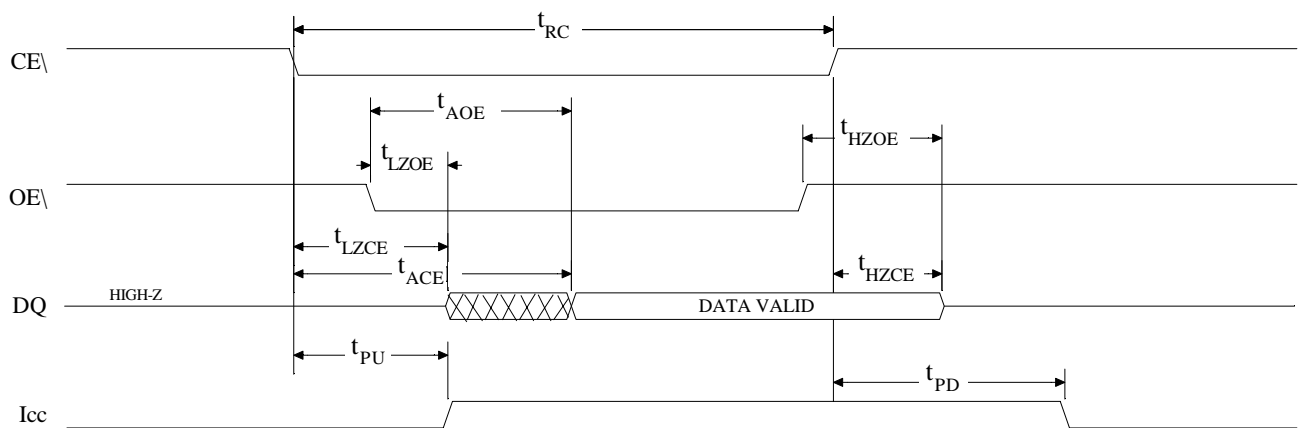 tRC
CE\
tAOE
tHZOE
tLZOE
OE\
tLZCE
tACE
tHZCE
HIGH-Z
DQ
DATA VALID
tPU
tPD
Icc